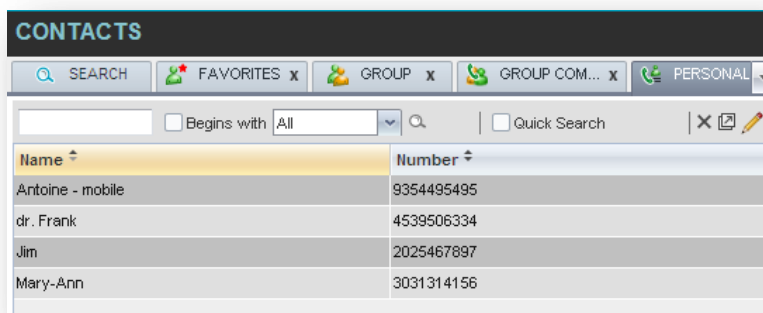 CONTACTS
SEARCH FAVORITES x GROUP x GROUP COM... x PERSONAL
Begins with All Quick Search
Name Number
Antoine - mobile 9354495495
dr. Frank 4539506334
Jim 2025467897
Mary-Ann 3031314156